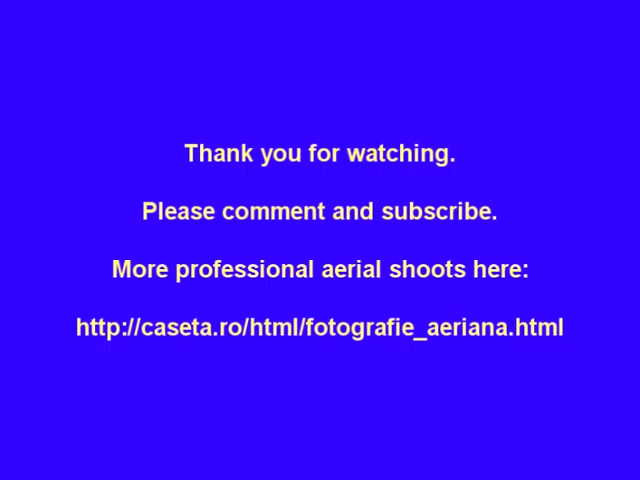 Thank you for watching.
Please comment and subscribe.
More professional aerial shoots here:
http://caseta.ro/html/fotografie_aeriana.html